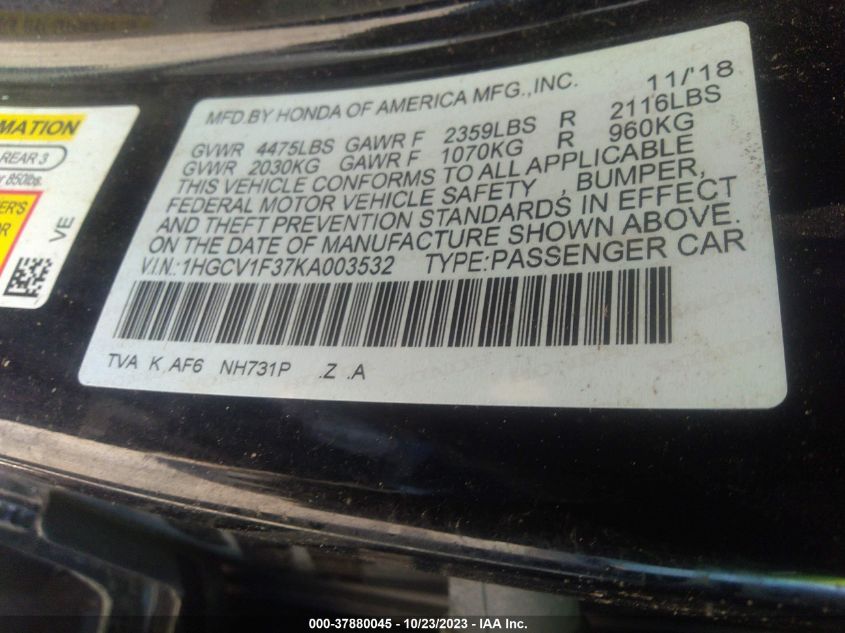 MFD.BY HONDA OF AMERICA MFG.,INC. 11/'18
GVWR 4475LBS GAWR F 2359LBS R 2116LBS
GVWR 2030KG GAWR F 1070KG R 960KG
THIS VEHICLE CONFORMS TO ALL APPLICABLE
FEDERAL MOTOR VEHICLE SAFETY , BUMPER,
AND THEFT PREVENTION STANDARDS IN EFFECT
ON THE DATE OF MANUFACTURE SHOWN ABOVE.
V.I.N.:1HGCV1F37KA003532 TYPE:PASSENGER CAR
TVA K AF6 NH731P .Z .A
REAR 3
850lbs.
VE
000-37880045 - 10/23/2023 - IAA Inc.